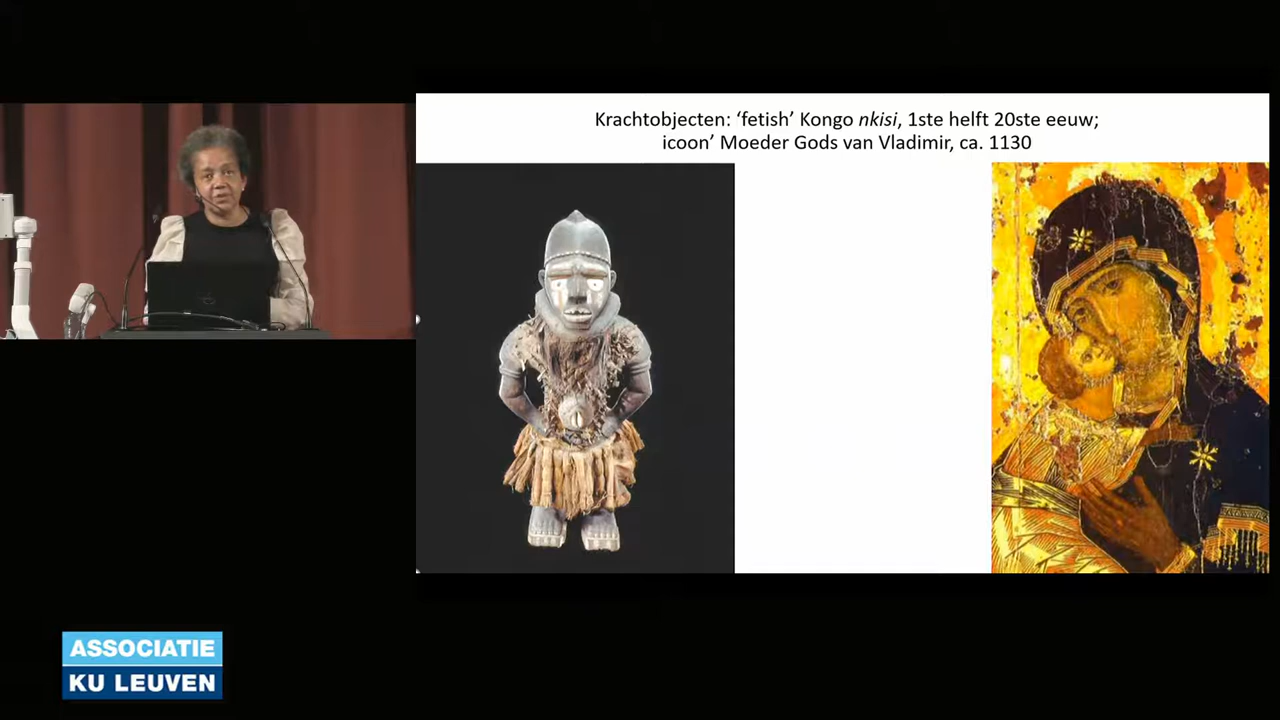 Krachtobjecten: ‘fetish’ Kongo nkisi, 1ste helft 20ste eeuw;
icoon’ Moeder Gods van Vladimir, ca. 1130
ASSOCIATIE
KU LEUVEN